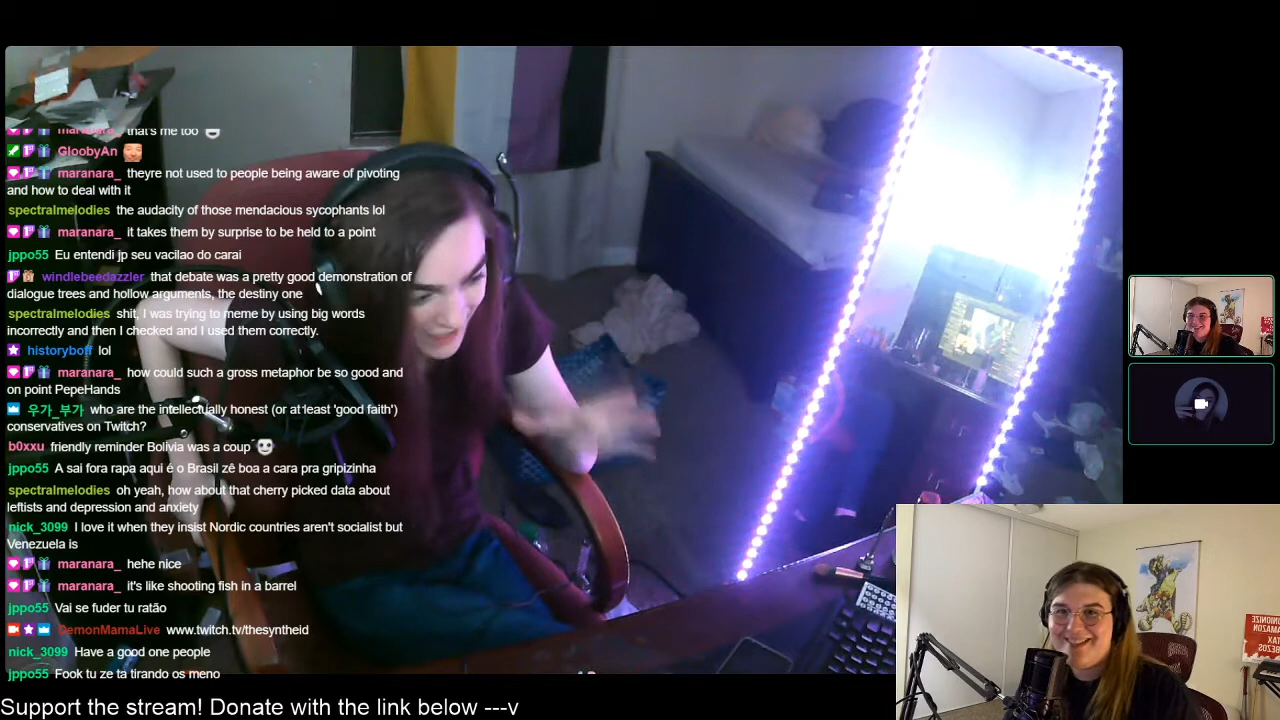 maranara_ that's me too
GloobyAn
maranara_ theyre not used to people being aware of pivoting
and how to deal with it
spectralmelodies the audacity of those mendacious sycophants lol
maranara_ it takes them by surprise to be held to a point
jppo55 Eu entendi jp seu vacilao do carai
windlebeedazzler that debate was a pretty good demonstration of
dialogue trees and hollow arguments, the destiny one
spectralmelodies shit, I was trying to meme by using big words
incorrectly and then I checked and I used them correctly.
historyboff lol
maranara_ how could such a gross metaphor be so good and
on point PepeHands
우가_부가 who are the intellectually honest (or at least 'good faith')
conservatives on Twitch?
b0xxu friendly reminder Bolivia was a coup
jppo55 A sai fora rapa aqui é o Brasil zê boa a cara pra gripizinha
spectralmelodies oh yeah, how about that cherry picked data about
leftists and depression and anxiety
nick_3099 I love it when they insist Nordic countries aren't socialist but
Venezuela is
maranara_ hehe nice
maranara_ it's like shooting fish in a barrel
jppo55 Vai se fuder tu ratão
DemonMamaLive www.twitch.tv/thesyntheid
nick_3099 Have a good one people
jppo55 Fook tu ze ta tirando os meno
Support the stream! Donate with the link below ---v
UNIONIZE
AMAZON
TAX
BEZOS